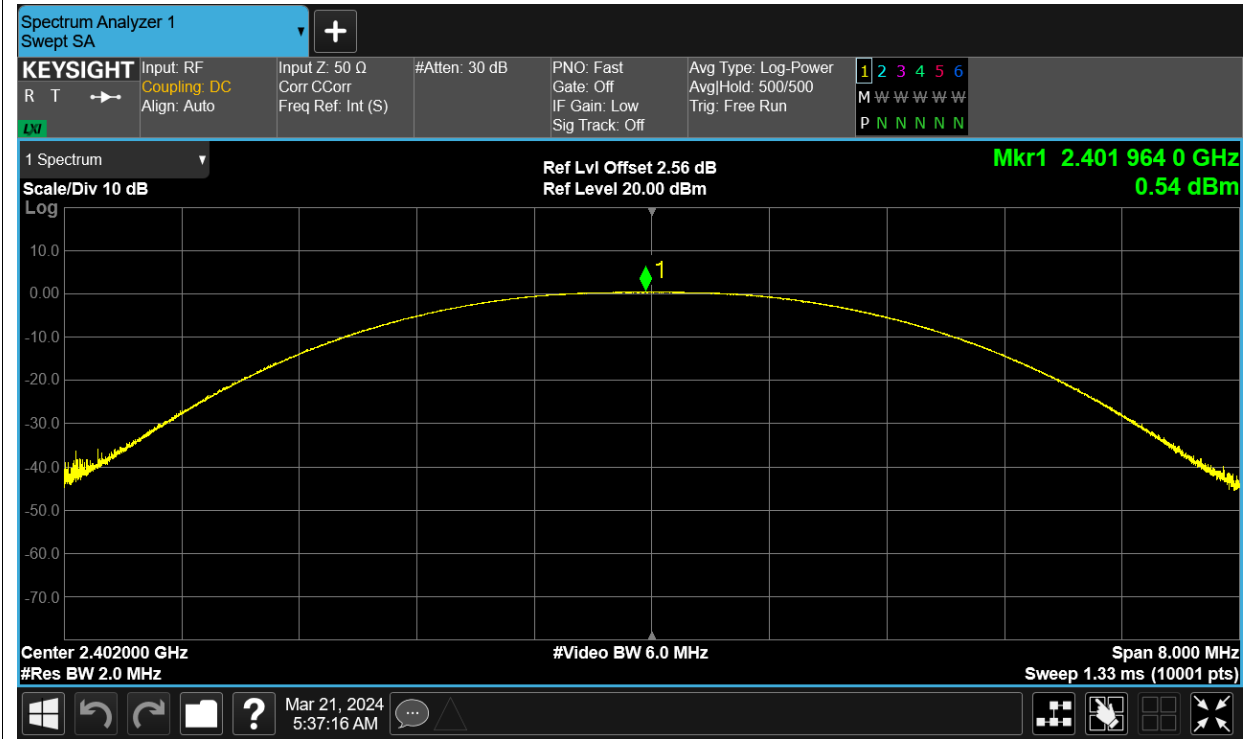 Spectrum Analyzer 1
Swept SA
KEYSIGHT
R T
LXI
Input: RF
Coupling: DC
Align: Auto
Input Z: 50 Ω
Corr CCorr
Freq Ref: Int (S)
#Atten: 30 dB
PNO: Fast
Gate: Off
IF Gain: Low
Sig Track: Off
Avg Type: Log-Power
Avg|Hold: 500/500
Trig: Free Run
1 2 3 4 5 6
M W W W W W
P N N N N N
1 Spectrum
Scale/Div 10 dB
Log
Ref Lvl Offset 2.56 dB
Ref Level 20.00 dBm
Mkr1 2.401 964 0 GHz
0.54 dBm
10.0
1
0.00
-10.0
-20.0
-30.0
-40.0
-50.0
-60.0
-70.0
Center 2.402000 GHz
#Video BW 6.0 MHz
Span 8.000 MHz
#Res BW 2.0 MHz
Sweep 1.33 ms (10001 pts)
?
Mar 21, 2024
5:37:16 AM